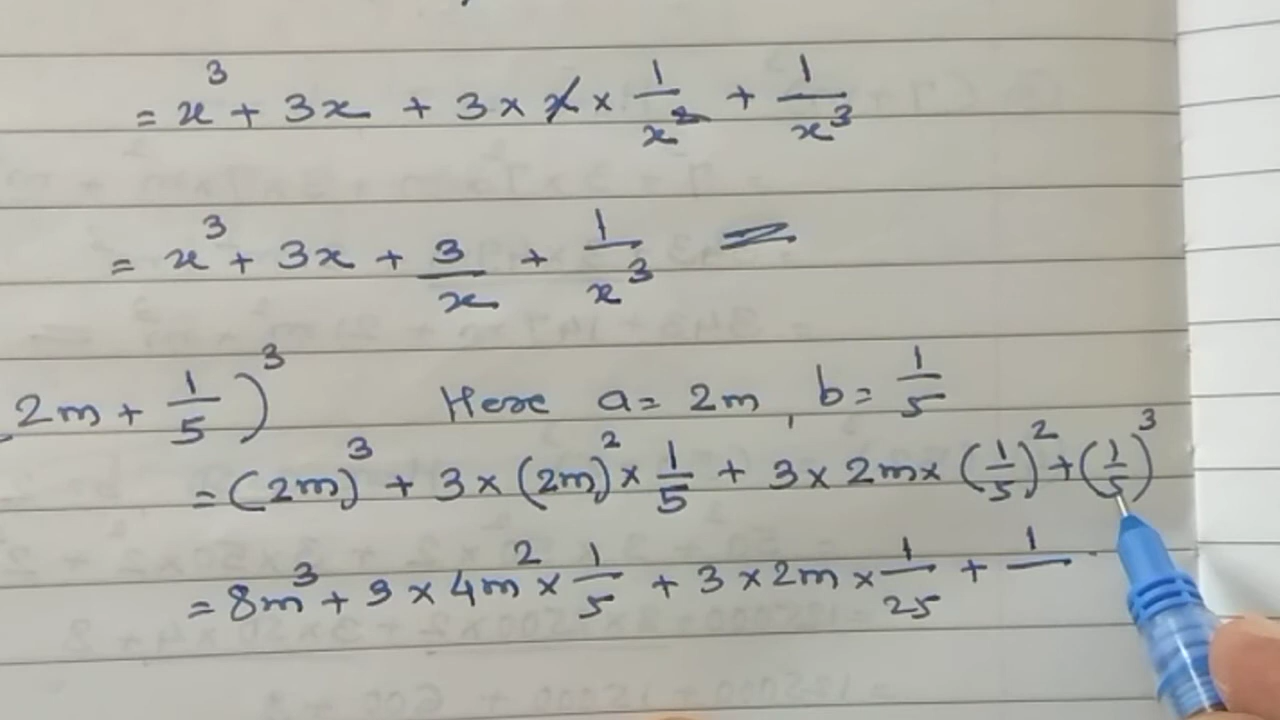 = x³ + 3x + 3 × x × 1/x² + 1/x³
= x³ + 3x + 3/x + 1/x³
2m + 1/5)³ Here a = 2m, b = 1/5
= (2m)³ + 3 × (2m)² × 1/5 + 3 × 2m × (1/5)² + (1/5)³
= 8m³ + 3 × 4m² × 1/5 + 3 × 2m × 1/25 + 1/